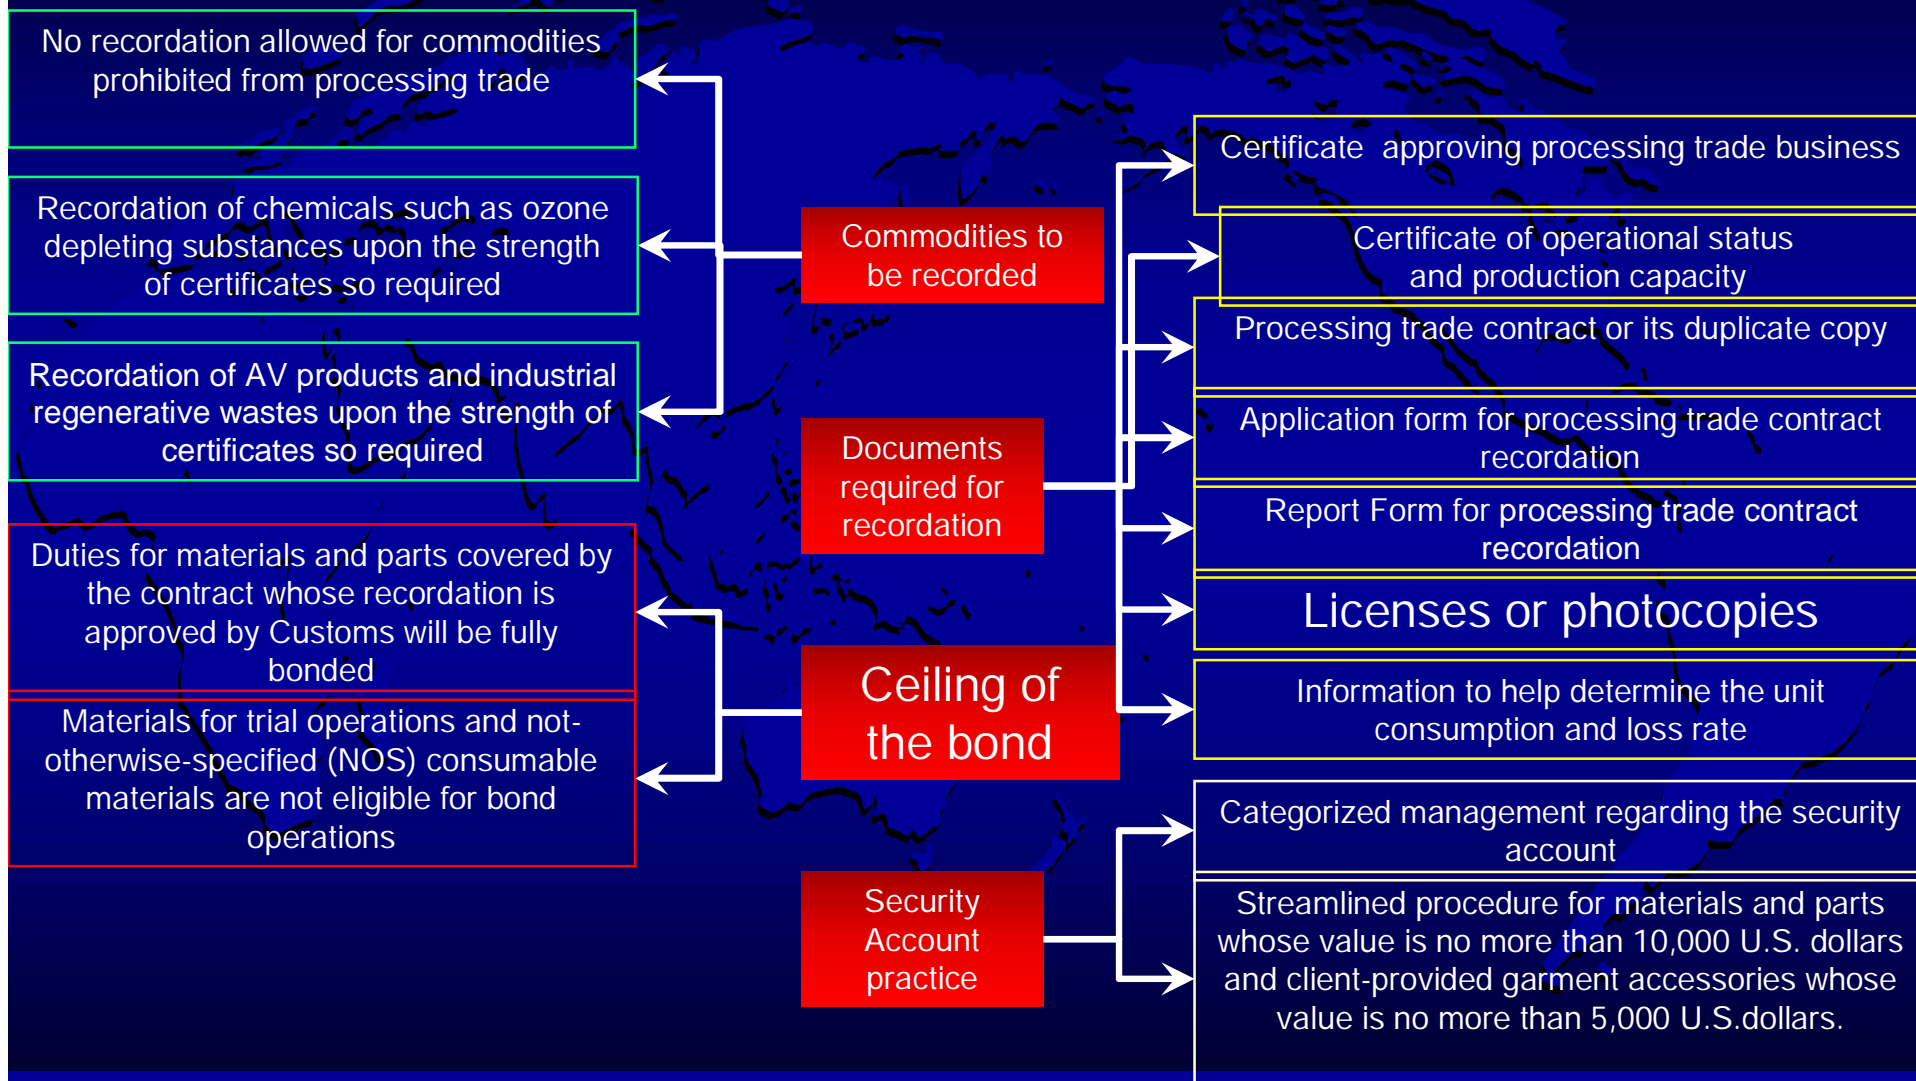 No recordation allowed for commodities
prohibited from processing trade
Recordation of chemicals such as ozone
depleting substances upon the strength
of certificates so required
Recordation of AV products and industrial
regenerative wastes upon the strength of
certificates so required
Duties for materials and parts covered by
the contract whose recordation is
approved by Customs will be fully
bonded
Materials for trial operations and not-
otherwise-specified (NOS) consumable
materials are not eligible for bond
operations
Commodities to
be recorded
Documents
required for
recordation
Ceiling of
the bond
Security
Account
practice
Certificate  approving processing trade business
Certificate of operational status
and production capacity
Processing trade contract or its duplicate copy
Application form for processing trade contract
recordation
Report Form for processing trade contract
recordation
Licenses or photocopies
Information to help determine the unit
consumption and loss rate
Categorized management regarding the security
account
Streamlined procedure for materials and parts
whose value is no more than 10,000 U.S. dollars
and client-provided garment accessories whose
value is no more than 5,000 U.S.dollars.